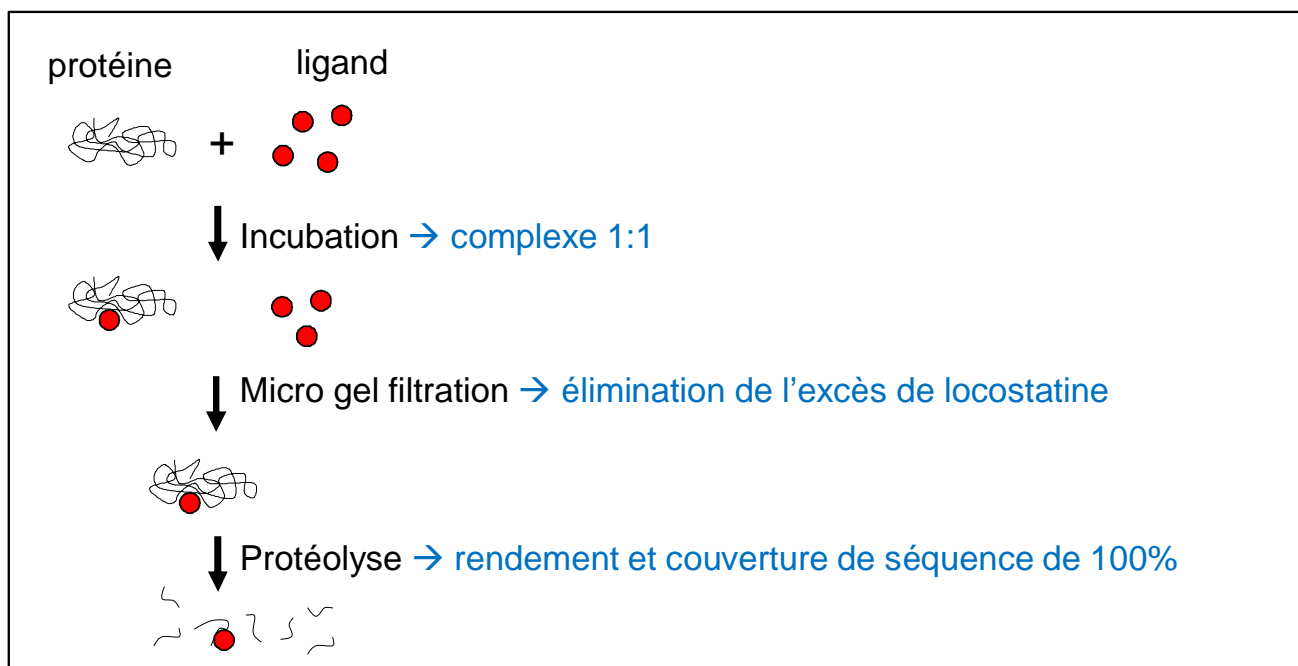 protéine ligand
+
Incubation → complexe 1:1
Micro gel filtration → élimination de l'excès de locostatine
Protéolyse → rendement et couverture de séquence de 100%